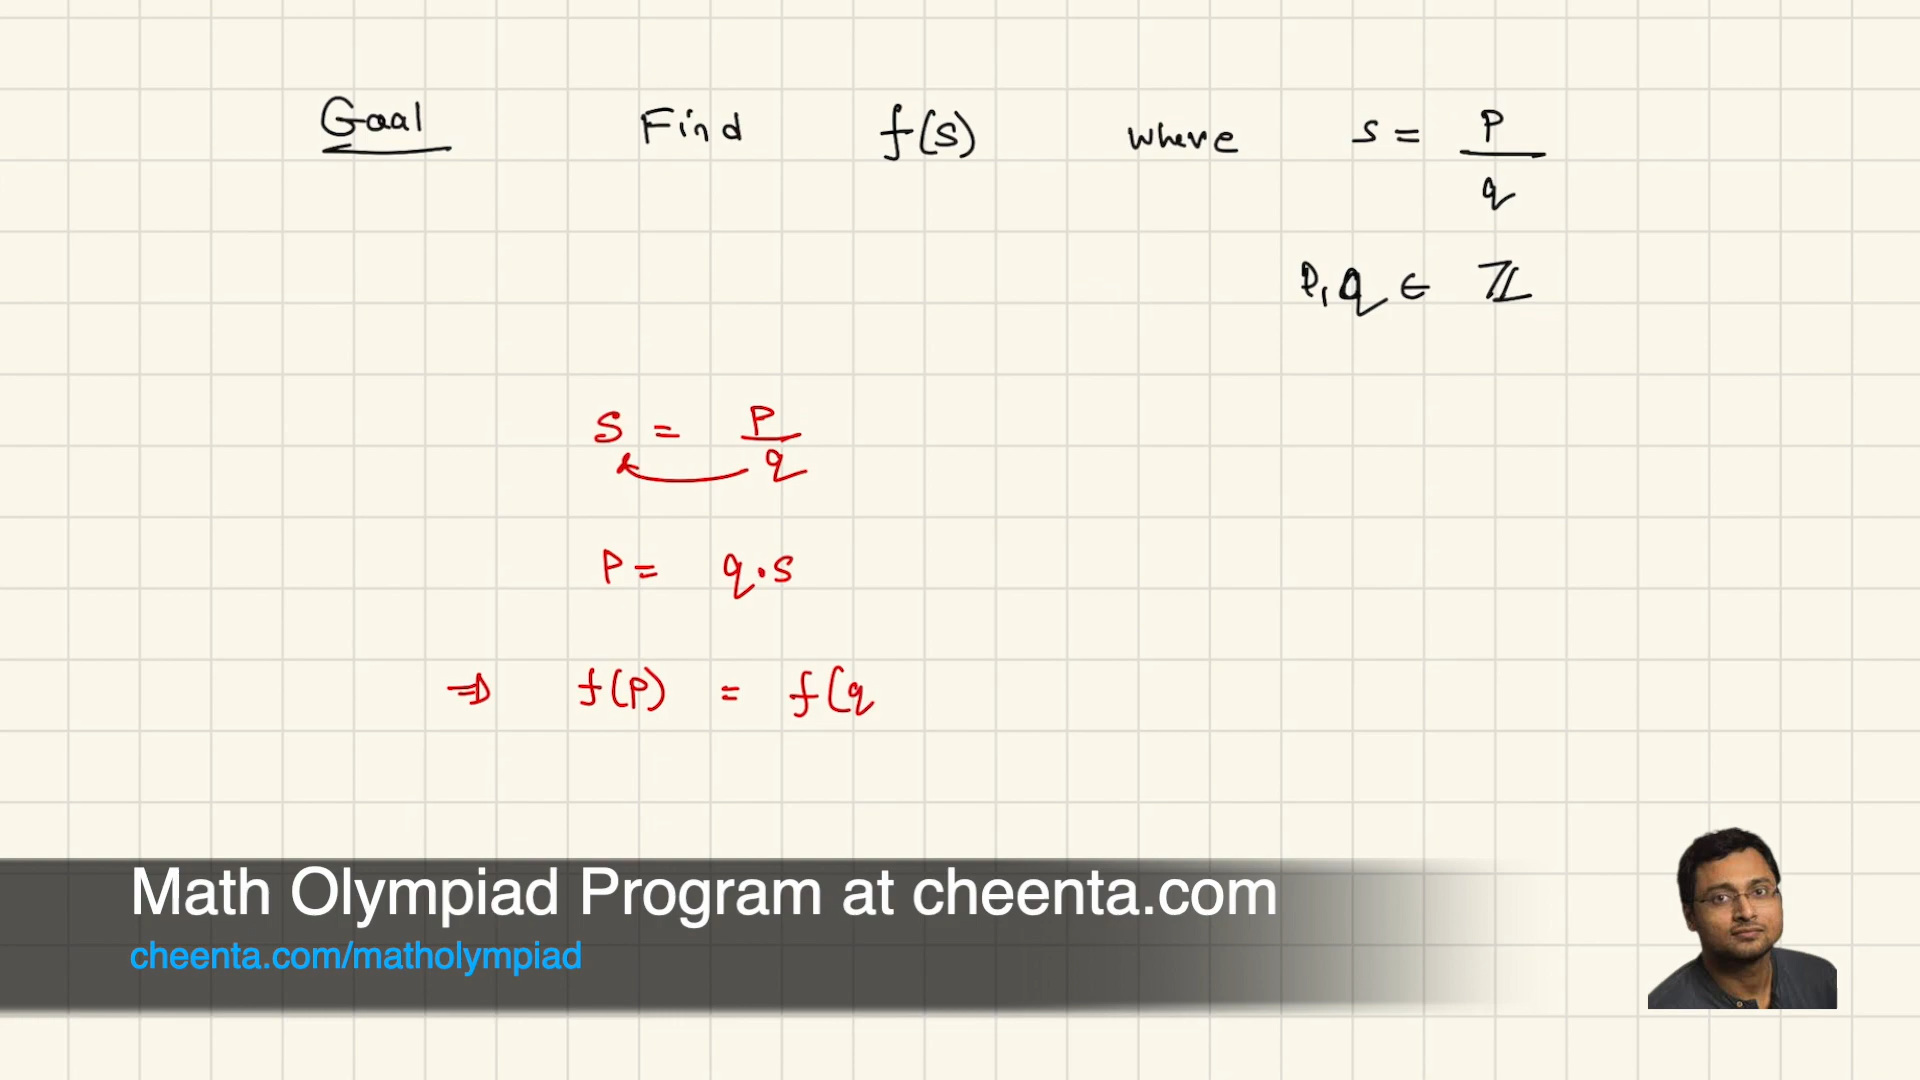 Goal Find f(s) where s = p/q
p, q ∈ ℤ
s = p/q
p = q·s
⇒ f(p) = f(q
Math Olympiad Program at cheenta.com
cheenta.com/matholympiad